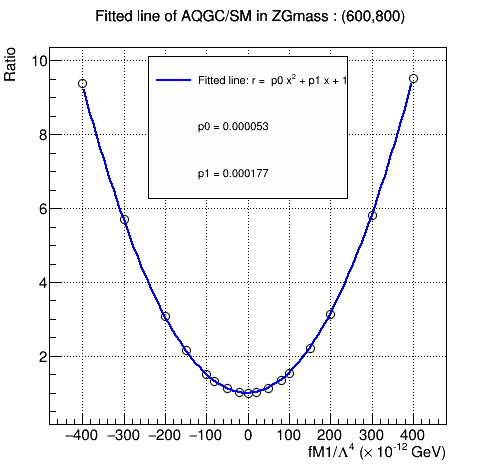 Fitted line of AQGC/SM in ZGmass : (600,800)
Ratio
10
8
6
4
2
Fitted line: r = p0 x² + p1 x + 1
p0 = 0.000053
p1 = 0.000177
−400 −300 −200 −100 0 100 200 300 400
fM1/Λ⁴ (× 10⁻¹² GeV)